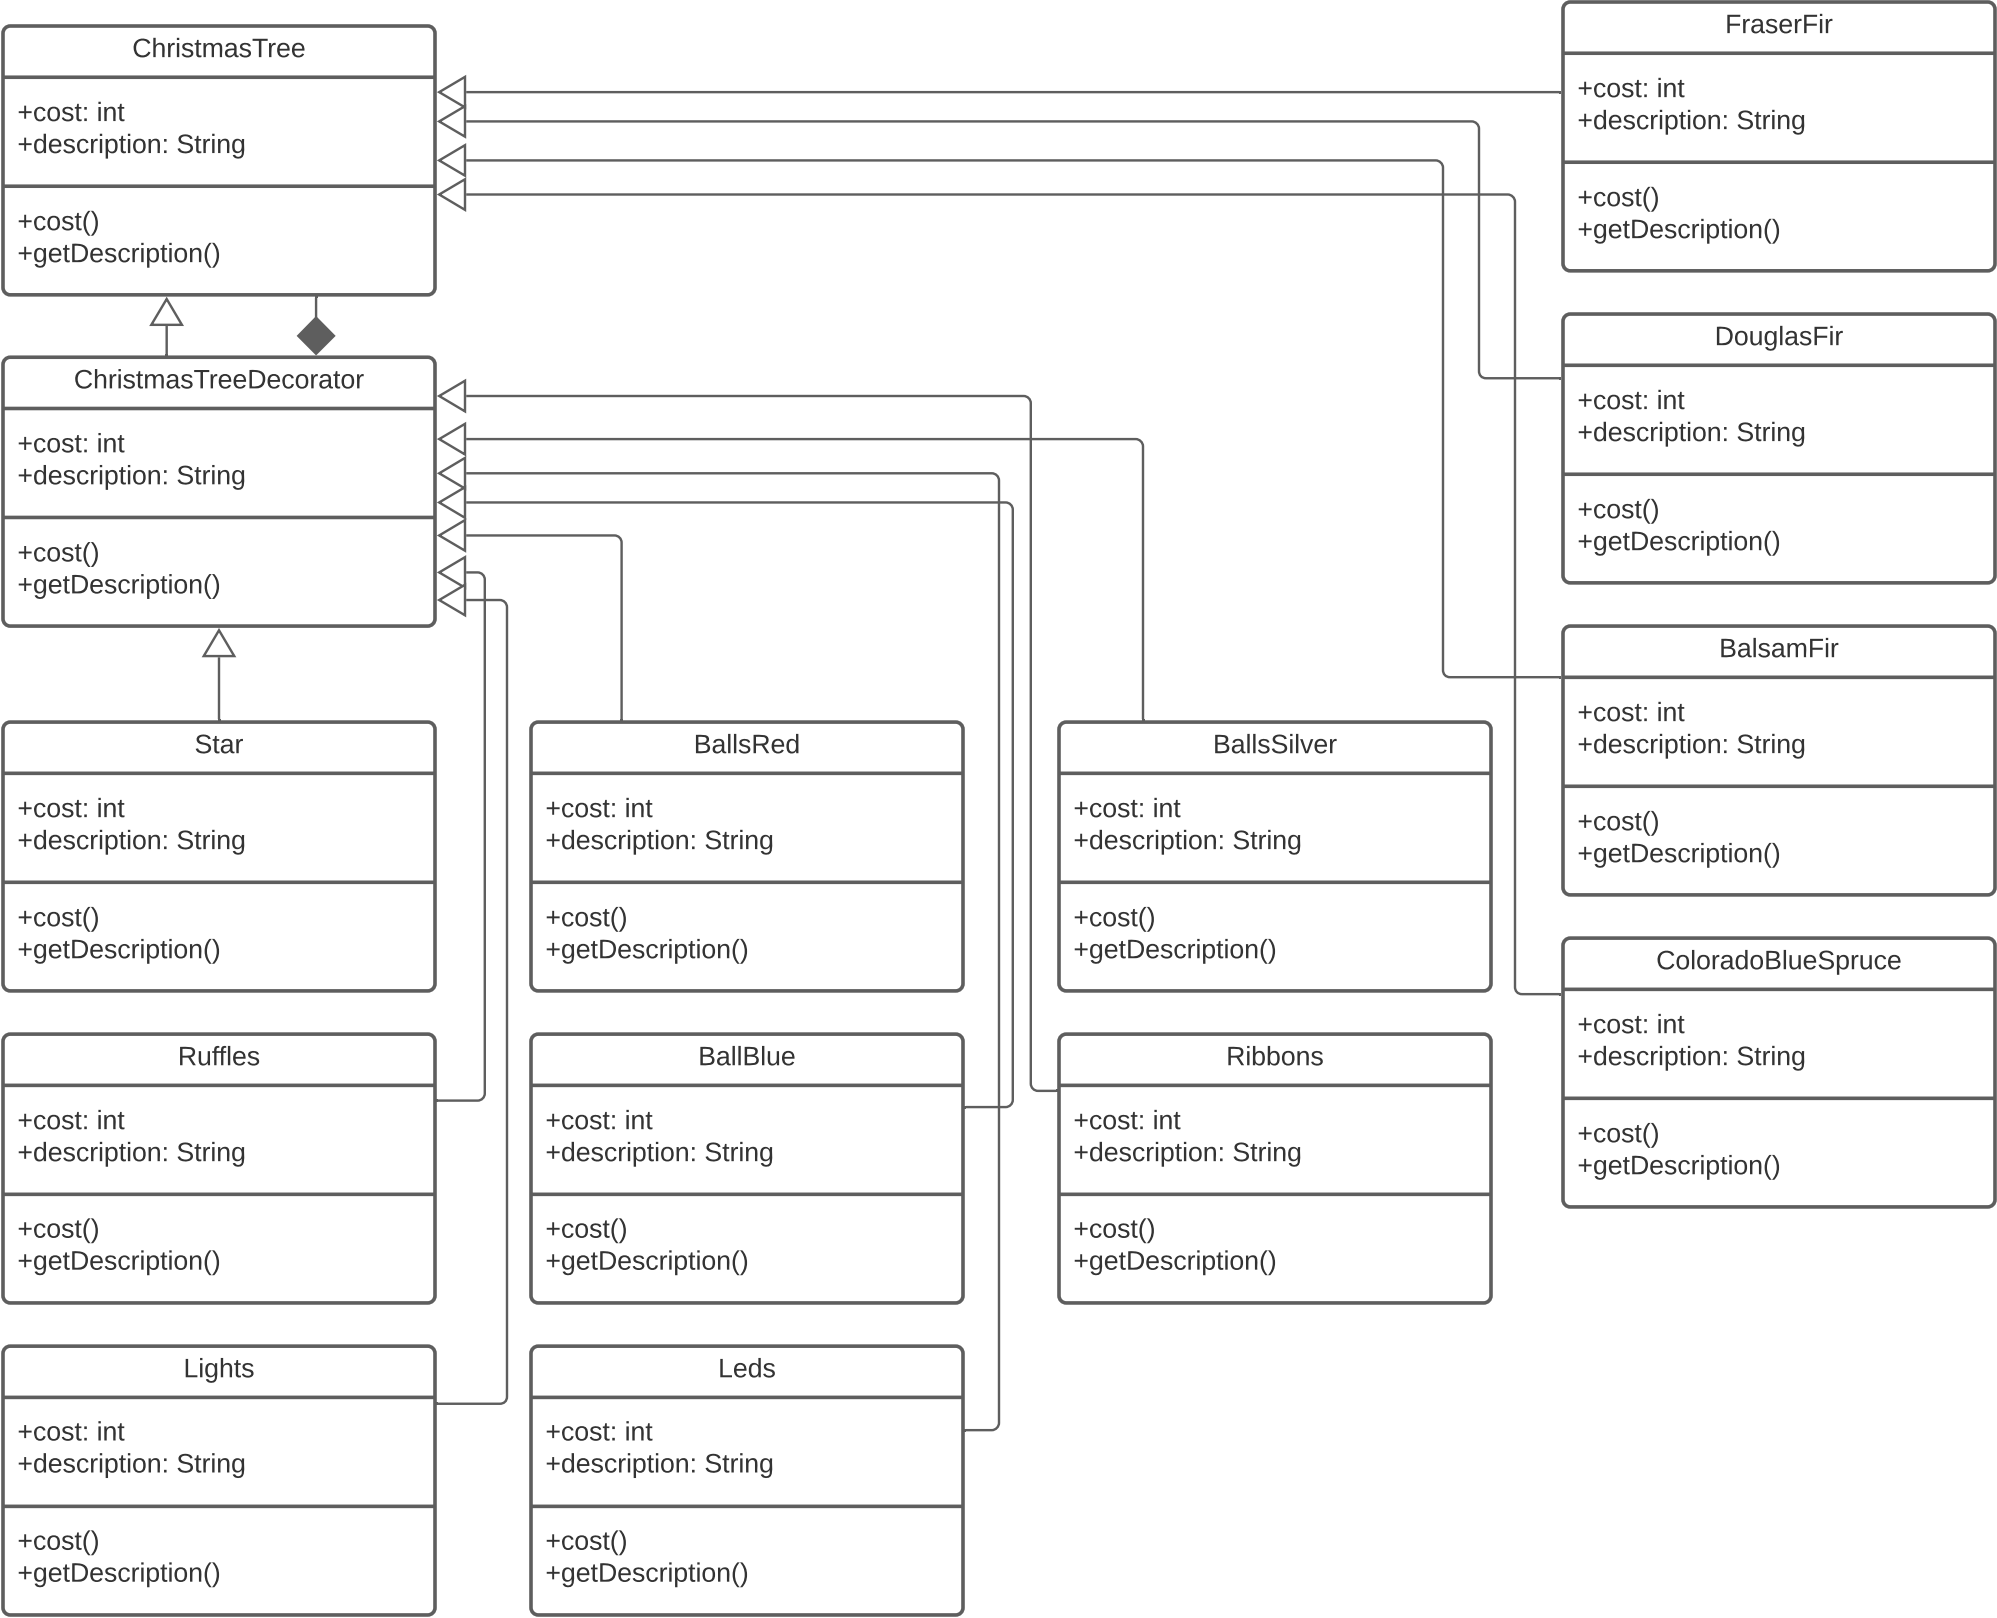 ChristmasTree
+cost: int
+description: String
+cost()
+getDescription()
ChristmasTreeDecorator
+cost: int
+description: String
+cost()
+getDescription()
Star
+cost: int
+description: String
+cost()
+getDescription()
Ruffles
+cost: int
+description: String
+cost()
+getDescription()
Lights
+cost: int
+description: String
+cost()
+getDescription()
BallsRed
+cost: int
+description: String
+cost()
+getDescription()
BallBlue
+cost: int
+description: String
+cost()
+getDescription()
Leds
+cost: int
+description: String
+cost()
+getDescription()
BallsSilver
+cost: int
+description: String
+cost()
+getDescription()
Ribbons
+cost: int
+description: String
+cost()
+getDescription()
FraserFir
+cost: int
+description: String
+cost()
+getDescription()
DouglasFir
+cost: int
+description: String
+cost()
+getDescription()
BalsamFir
+cost: int
+description: String
+cost()
+getDescription()
ColoradoBlueSpruce
+cost: int
+description: String
+cost()
+getDescription()